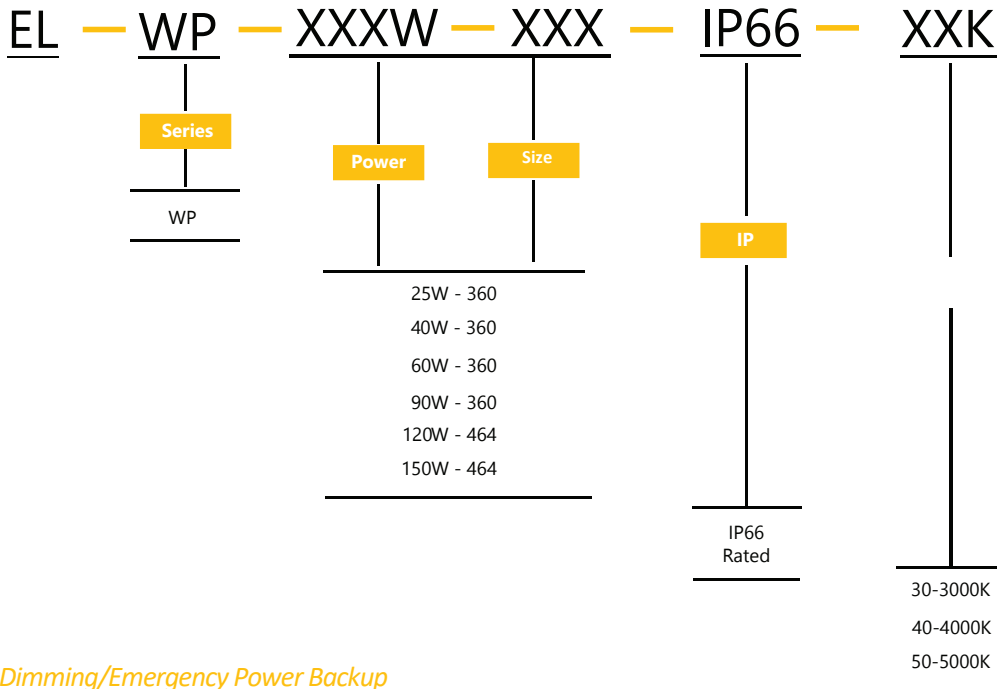 EL — WP — XXXW — XXX — IP66 — XXK
Series
Power
Size
WP
IP
25W - 360
40W - 360
60W - 360
90W - 360
120W - 464
150W - 464
IP66
Rated
30-3000K
40-4000K
50-5000K
Dimming/Emergency Power Backup